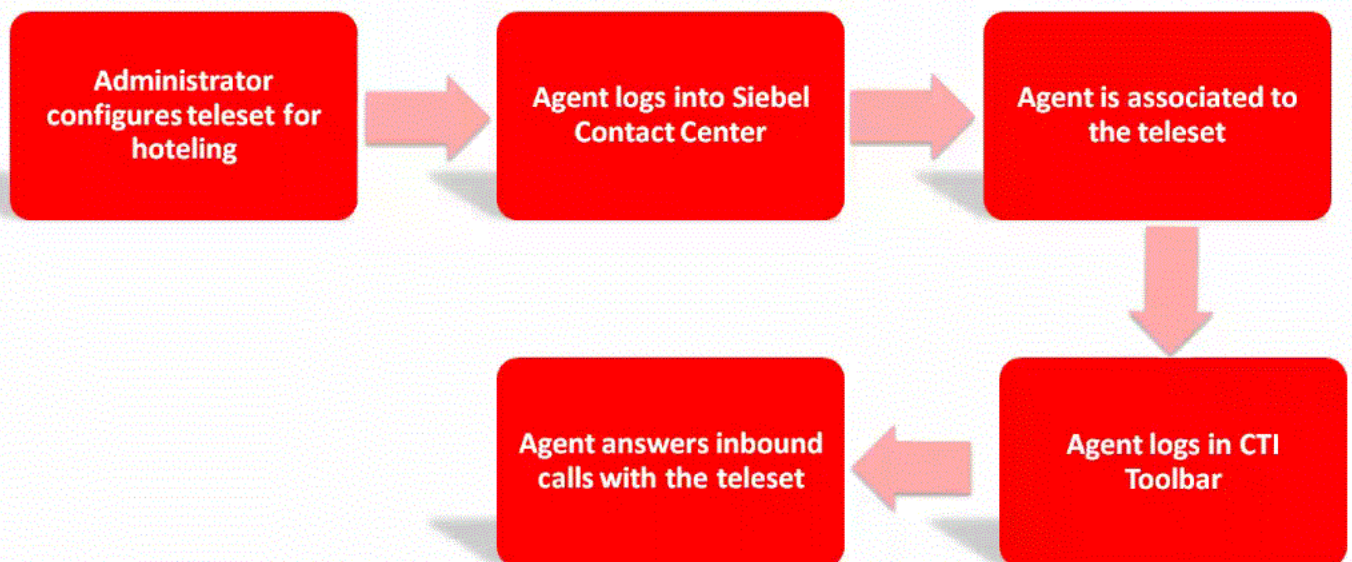 Administrator
configures teleset for
hoteling
Agent logs into Siebel
Contact Center
Agent is associated to
the teleset
Agent logs in CTI
Toolbar
Agent answers inbound
calls with the teleset